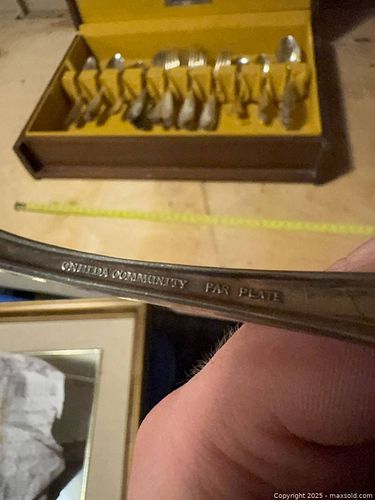 ONEIDA COMMUNITY PAR PLATE
Copyright © 2025 - maxsold.com